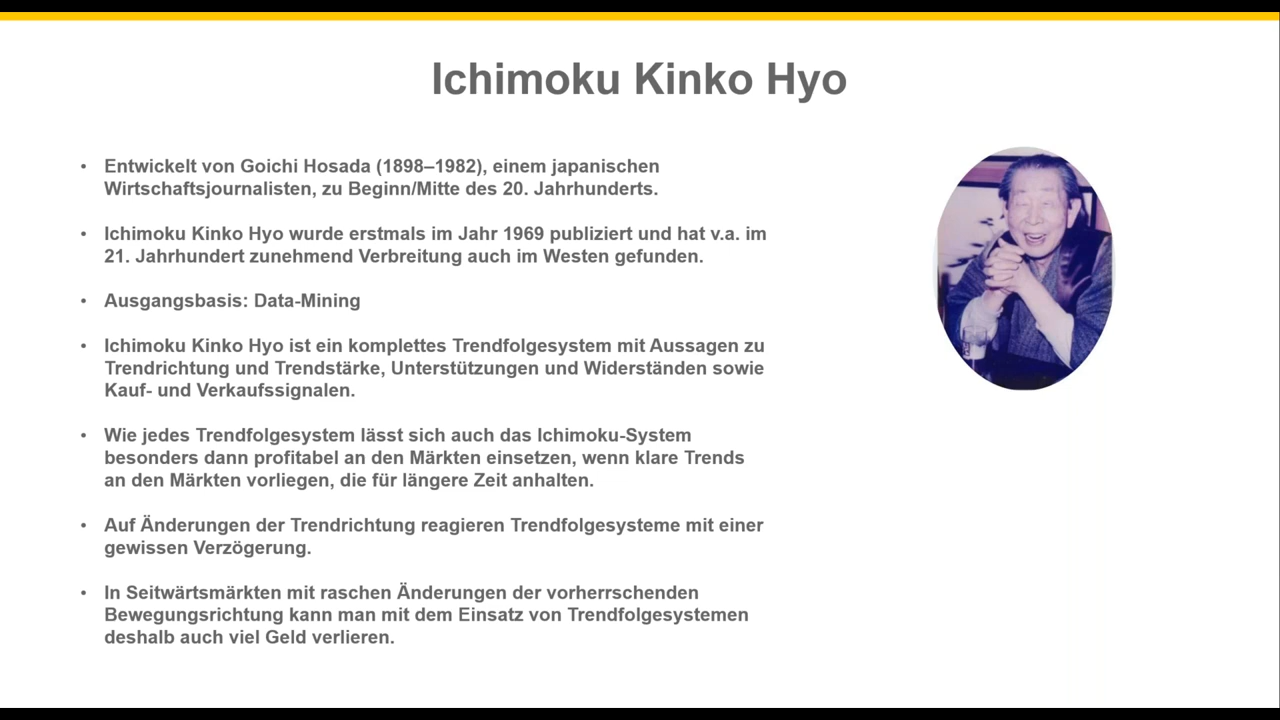 Ichimoku Kinko Hyo
• Entwickelt von Goichi Hosada (1898–1982), einem japanischen
Wirtschaftsjournalisten, zu Beginn/Mitte des 20. Jahrhunderts.
• Ichimoku Kinko Hyo wurde erstmals im Jahr 1969 publiziert und hat v.a. im
21. Jahrhundert zunehmend Verbreitung auch im Westen gefunden.
• Ausgangsbasis: Data-Mining
• Ichimoku Kinko Hyo ist ein komplettes Trendfolgesystem mit Aussagen zu
Trendrichtung und Trendstärke, Unterstützungen und Widerständen sowie
Kauf- und Verkaufssignalen.
• Wie jedes Trendfolgesystem lässt sich auch das Ichimoku-System
besonders dann profitabel an den Märkten einsetzen, wenn klare Trends
an den Märkten vorliegen, die für längere Zeit anhalten.
• Auf Änderungen der Trendrichtung reagieren Trendfolgesysteme mit einer
gewissen Verzögerung.
• In Seitwärtsmärkten mit raschen Änderungen der vorherrschenden
Bewegungsrichtung kann man mit dem Einsatz von Trendfolgesystemen
deshalb auch viel Geld verlieren.